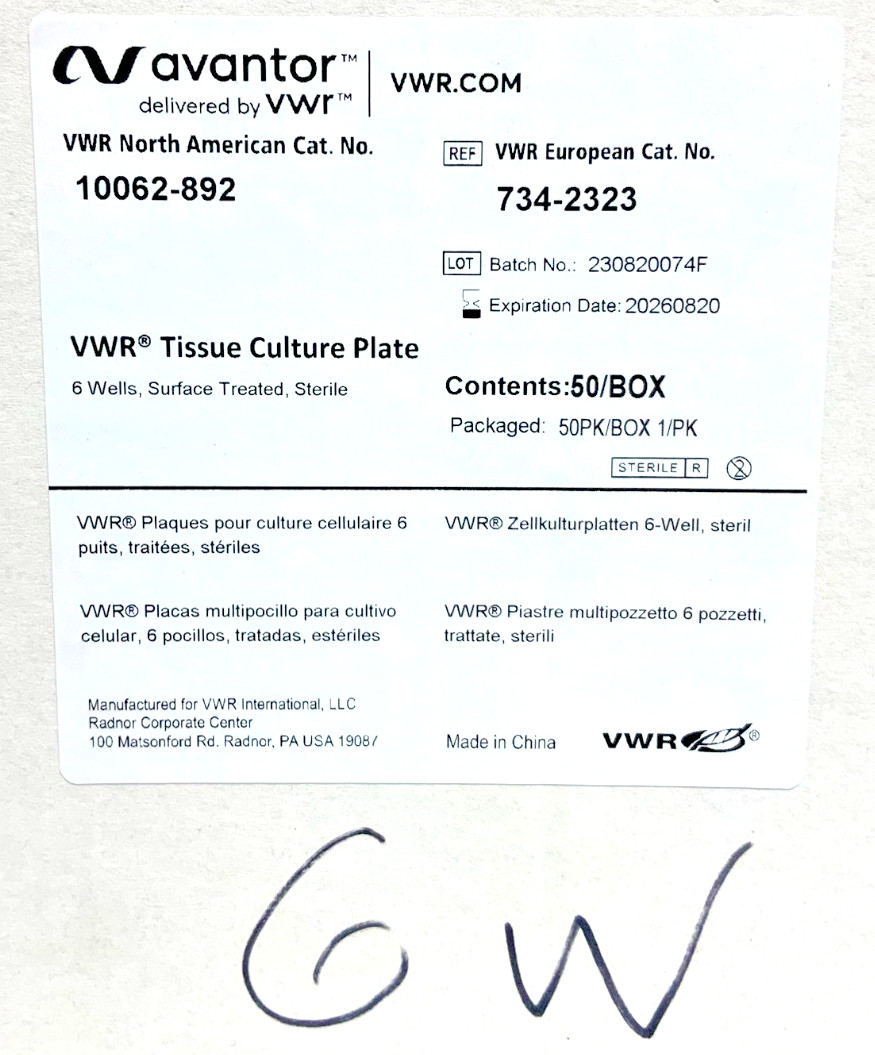 avantor™
delivered by vwr™
VWR.COM
VWR North American Cat. No.
10062-892
REF VWR European Cat. No.
734-2323
LOT Batch No.: 230820074F
Expiration Date: 20260820
VWR® Tissue Culture Plate
6 Wells, Surface Treated, Sterile
Contents:50/BOX
Packaged: 50PK/BOX 1/PK
STERILE R
2
VWR® Plaques pour culture cellulaire 6
puits, traitées, stériles
VWR® Zellkulturplatten 6-Well, steril
VWR® Placas multipocillo para cultivo
celular, 6 pocillos, tratadas, estériles
VWR® Piastre multipozzetto 6 pozzetti,
trattate, sterili
Manufactured for VWR International, LLC
Radnor Corporate Center
100 Matsonford Rd. Radnor, PA USA 19087
Made in China
VWR®
6 W